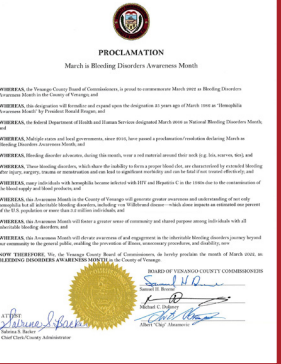 PROCLAMATION
March is Bleeding Disorders Awareness Month
WHEREAS, the Venango County Board of Commissioners, is proud to commemorate March 2022 as Bleeding Disorders
Awareness Month in the County of Venango; and
WHEREAS, this designation will formalize and expand upon the designation 35 years ago of March 1986 as "Hemophilia
Awareness Month" by President Ronald Reagan; and
WHEREAS, the federal Department of Health and Human Services designated March 2020 as National Bleeding Disorders Month,
and
WHEREAS, Multiple states and local governments, since 2016, have passed a proclamation/resolution declaring March as
Bleeding Disorders Awareness Month, and
WHEREAS, Bleeding disorder advocates, during this month, wear a red material around their neck (e.g. ties, scarves, ties), and
WHEREAS, These bleeding disorders, which share the inability to form a proper blood clot, are characterized by extended bleeding
after injury, surgery, trauma or menstruation and can lead to significant morbidity and can be fatal if not treated effectively, and
WHEREAS, many individuals with hemophilia became infected with HIV and Hepatitis C in the 1980s due to the contamination of
the blood supply and blood products, and
WHEREAS, this Awareness Month in the County of Venango will generate greater awareness and understanding of not only
hemophilia but all inheritable bleeding disorders, including von Willebrand disease – which alone impacts an estimated one percent
of the U.S. population or more than 3.2 million individuals; and
WHEREAS, this Awareness Month will foster a greater sense of community and shared purpose among individuals with all
inheritable bleeding disorders, and
WHEREAS, this Awareness Month will elevate awareness of and engagement in the inheritable bleeding disorders journey beyond
our community to the general public, enabling the prevention of illness, unnecessary procedures, and disability, now
NOW THEREFORE, We, the Venango County Board of Commissioners, do hereby proclaim the month of March 2022, as
BLEEDING DISORDERS AWARENESS MONTH in the County of Venango.
BOARD OF VENANGO COUNTY COMMISSIONERS
Samuel H. Breene
Michael C. Dulaney
Albert "Chip" Abramovic
ATTEST:
Sabrina S. Backer
Chief Clerk/County Administrator